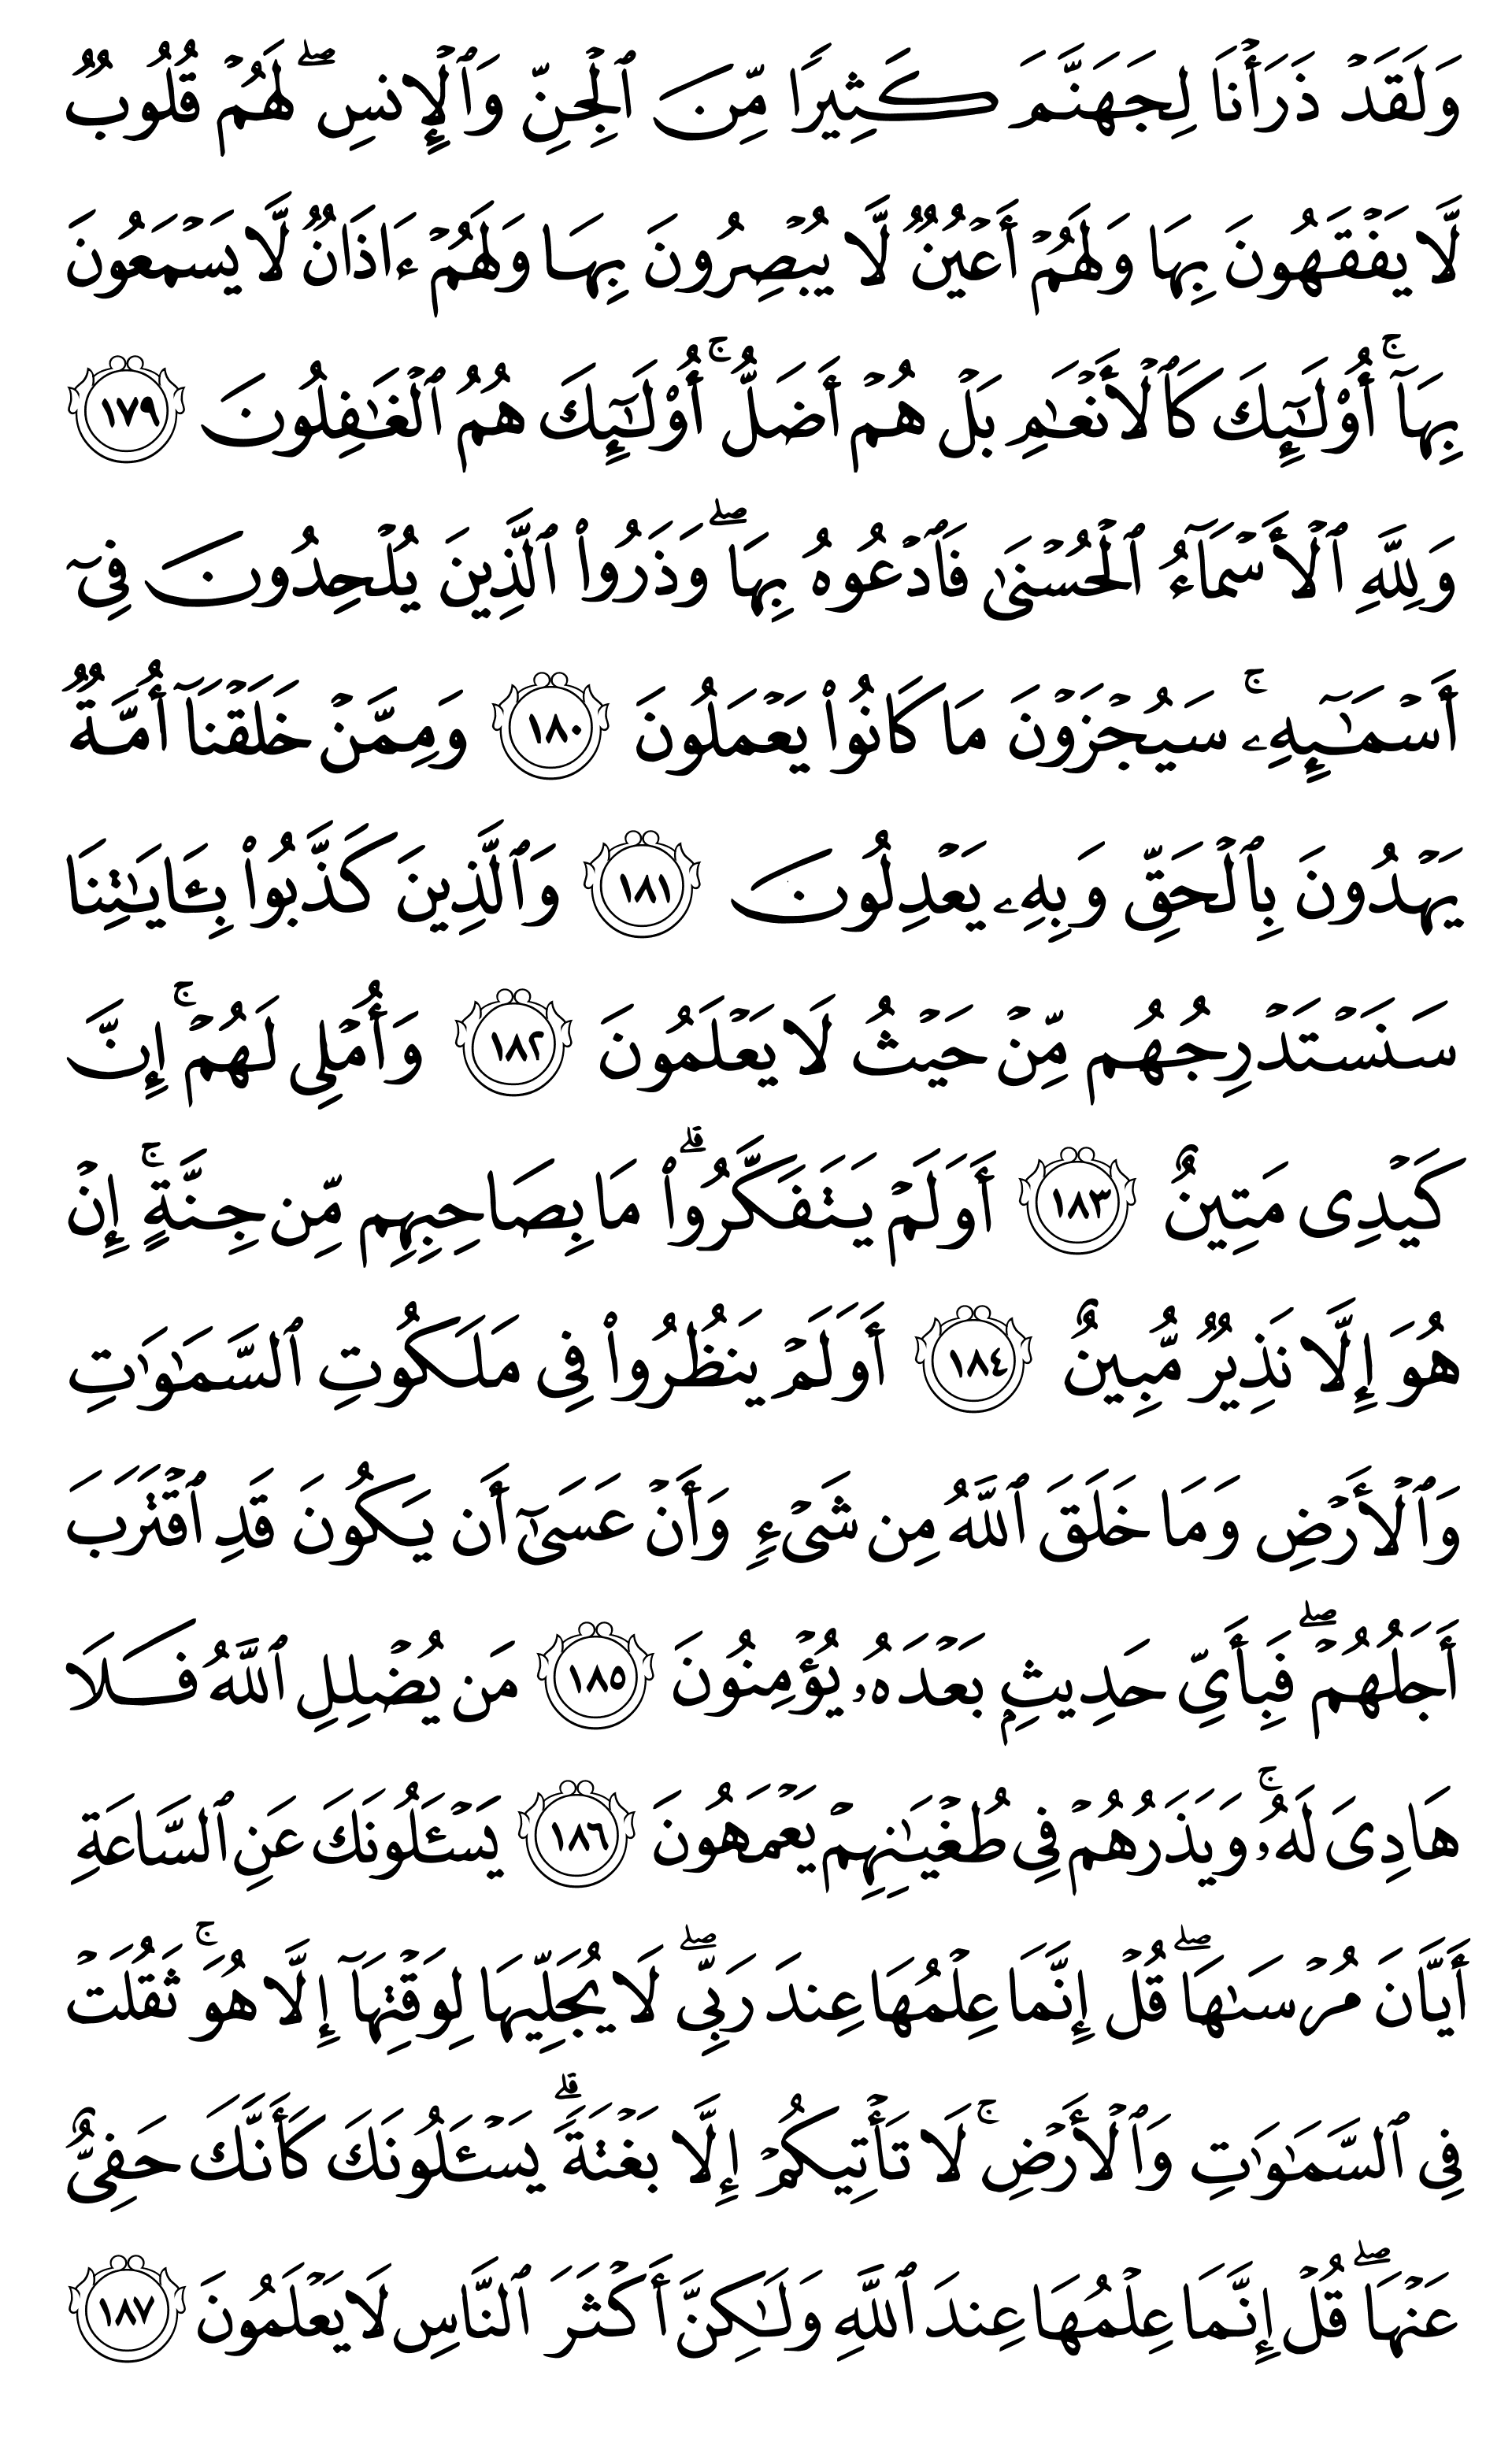 وَلَقَدۡ ذَرَأۡنَا لِجَهَنَّمَ كَثِيرًا مِّنَ ٱلۡجِنِّ وَٱلۡإِنسِۖ لَهُمۡ قُلُوبٌ
لَّا يَفۡقَهُونَ بِهَا وَلَهُمۡ أَعۡيُنٌ لَّا يُبۡصِرُونَ بِهَا وَلَهُمۡ ءَاذَانٌ لَّا يَسۡمَعُونَ
بِهَآۚ أُوْلَٰٓئِكَ كَٱلۡأَنۡعَٰمِ بَلۡ هُمۡ أَضَلُّۚ أُوْلَٰٓئِكَ هُمُ ٱلۡغَٰفِلُونَ ١٧٩
وَلِلَّهِ ٱلۡأَسۡمَآءُ ٱلۡحُسۡنَىٰ فَٱدۡعُوهُ بِهَاۖ وَذَرُواْ ٱلَّذِينَ يُلۡحِدُونَ فِيٓ
أَسۡمَٰٓئِهِۦۚ سَيُجۡزَوۡنَ مَا كَانُواْ يَعۡمَلُونَ ١٨٠ وَمِمَّنۡ خَلَقۡنَآ أُمَّةٌ
يَهۡدُونَ بِٱلۡحَقِّ وَبِهِۦ يَعۡدِلُونَ ١٨١ وَٱلَّذِينَ كَذَّبُواْ بِـَٔايَٰتِنَا
سَنَسۡتَدۡرِجُهُم مِّنۡ حَيۡثُ لَا يَعۡلَمُونَ ١٨٢ وَأُمۡلِي لَهُمۡۚ إِنَّ
كَيۡدِي مَتِينٌ ١٨٣ أَوَلَمۡ يَتَفَكَّرُواْۗ مَا بِصَاحِبِهِم مِّن جِنَّةٍۚ إِنۡ
هُوَ إِلَّا نَذِيرٌ مُّبِينٌ ١٨٤ أَوَلَمۡ يَنظُرُواْ فِي مَلَكُوتِ ٱلسَّمَٰوَٰتِ
وَٱلۡأَرۡضِ وَمَا خَلَقَ ٱللَّهُ مِن شَيۡءٍ وَأَنۡ عَسَىٰٓ أَن يَكُونَ قَدِ ٱقۡتَرَبَ
أَجَلُهُمۡۖ فَبِأَيِّ حَدِيثِۭ بَعۡدَهُۥ يُؤۡمِنُونَ ١٨٥ مَن يُضۡلِلِ ٱللَّهُ فَلَا
هَادِيَ لَهُۥۚ وَيَذَرُهُمۡ فِي طُغۡيَٰنِهِمۡ يَعۡمَهُونَ ١٨٦ يَسۡـَٔلُونَكَ عَنِ ٱلسَّاعَةِ
أَيَّانَ مُرۡسَىٰهَاۖ قُلۡ إِنَّمَا عِلۡمُهَا عِندَ رَبِّيۖ لَا يُجَلِّيهَا لِوَقۡتِهَآ إِلَّا هُوَۚ ثَقُلَتۡ
فِي ٱلسَّمَٰوَٰتِ وَٱلۡأَرۡضِۚ لَا تَأۡتِيكُمۡ إِلَّا بَغۡتَةًۗ يَسۡـَٔلُونَكَ كَأَنَّكَ حَفِيٌّ
عَنۡهَاۖ قُلۡ إِنَّمَا عِلۡمُهَا عِندَ ٱللَّهِ وَلَٰكِنَّ أَكۡثَرَ ٱلنَّاسِ لَا يَعۡلَمُونَ ١٨٧